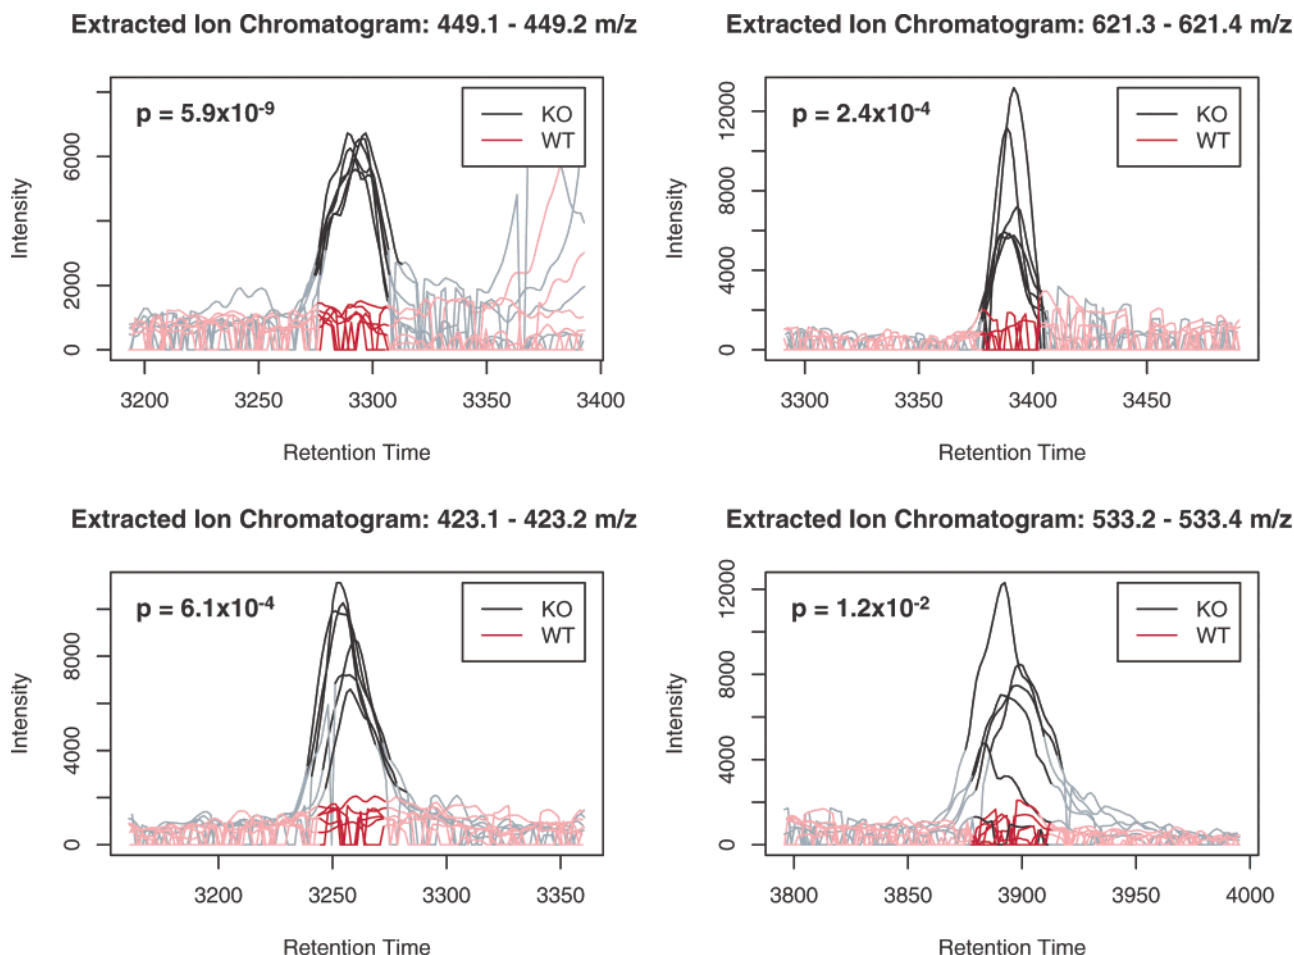 Extracted Ion Chromatogram: 449.1 - 449.2 m/z
p = 5.9x10-9
KO
WT
Intensity
0
2000
6000
3200 3250 3300 3350 3400
Retention Time
Extracted Ion Chromatogram: 621.3 - 621.4 m/z
p = 2.4x10-4
KO
WT
Intensity
0
4000
8000
12000
3300 3350 3400 3450
Retention Time
Extracted Ion Chromatogram: 423.1 - 423.2 m/z
p = 6.1x10-4
KO
WT
Intensity
0
4000
8000
3200 3250 3300 3350
Retention Time
Extracted Ion Chromatogram: 533.2 - 533.4 m/z
p = 1.2x10-2
KO
WT
Intensity
0
4000
8000
12000
3800 3850 3900 3950 4000
Retention Time